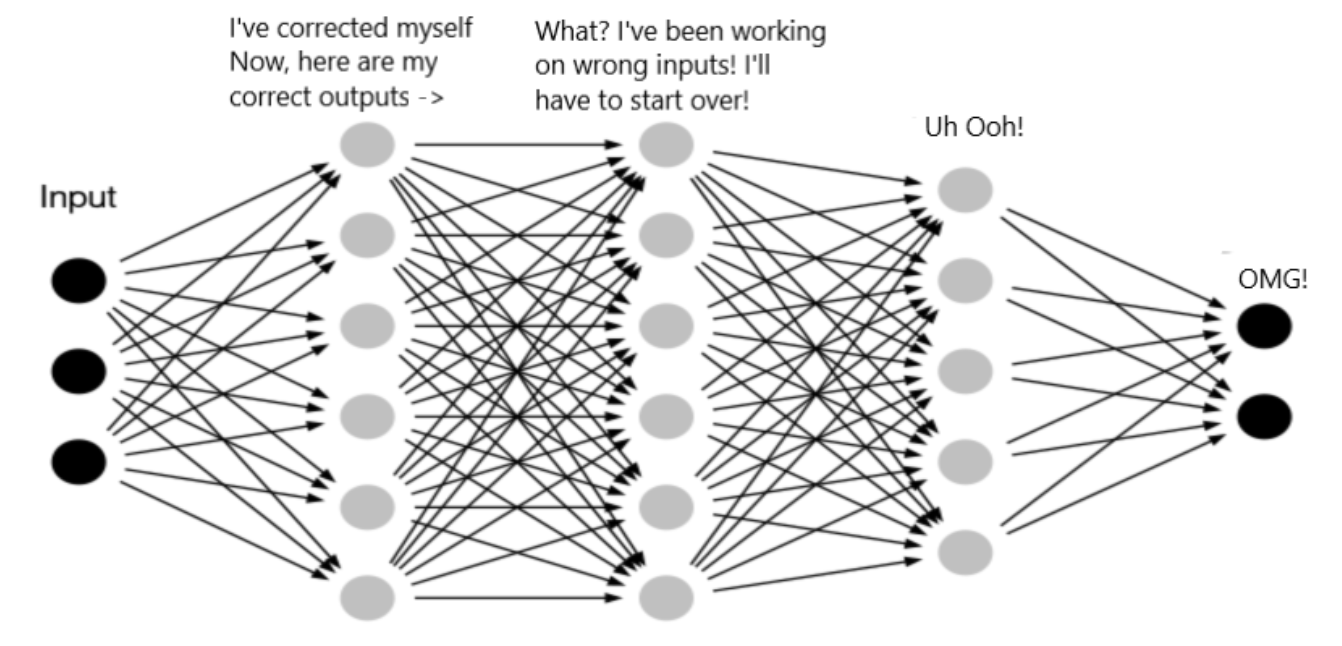 I've corrected myself
Now, here are my
correct outputs ->
What? I've been working
on wrong inputs! I'll
have to start over!
Uh Ooh!
Input
OMG!